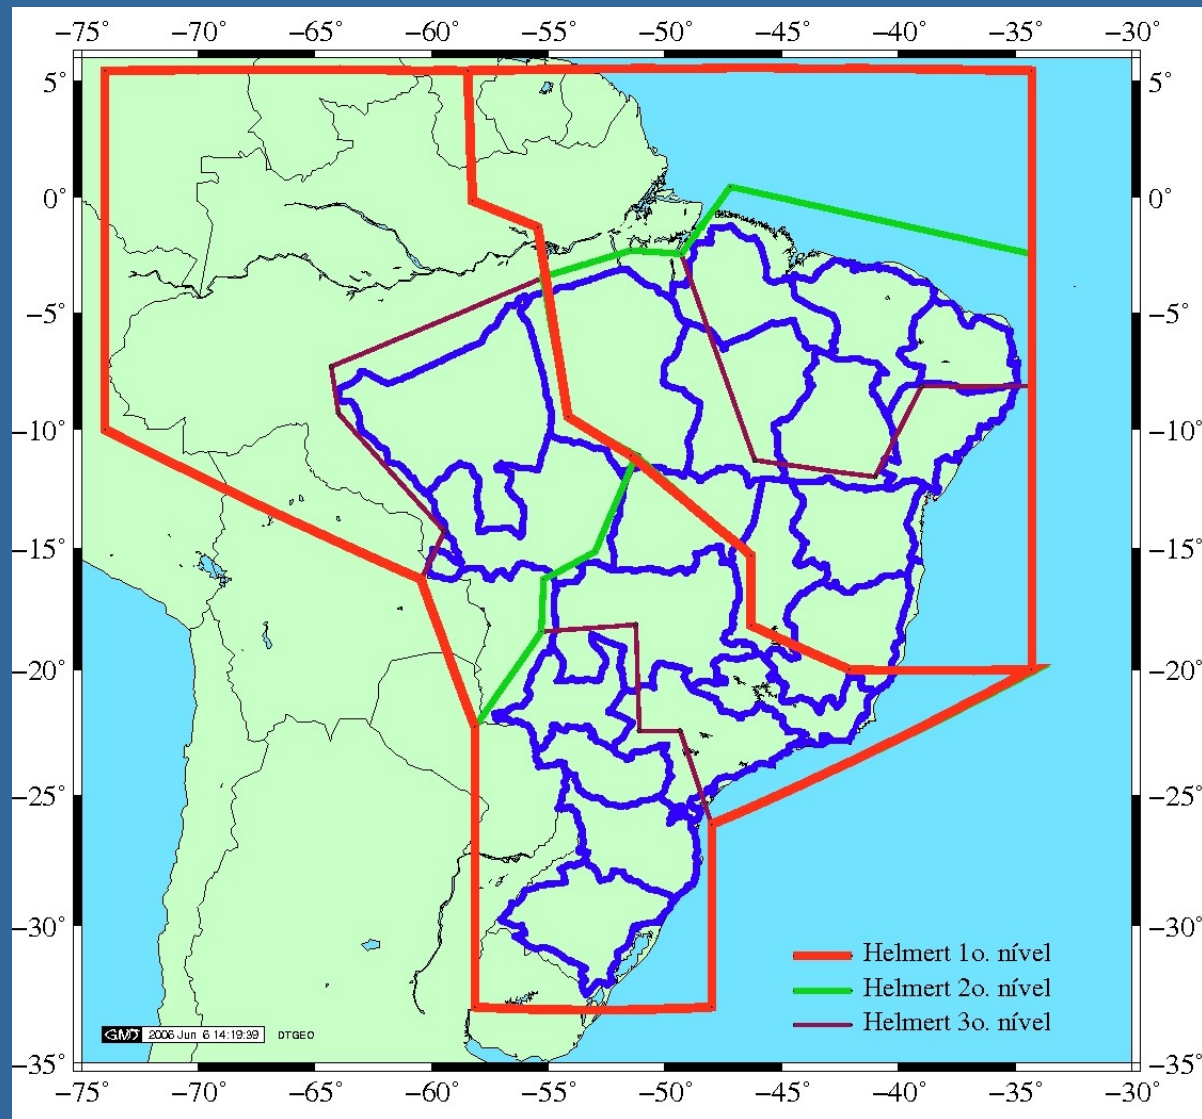 −75° −70° −65° −60° −55° −50° −45° −40° −35° −30°
5° 5°
0° 0°
−5° −5°
−10° −10°
−15° −15°
−20° −20°
−25° −25°
−30° −30°
Helmert 1o. nível
Helmert 2o. nível
Helmert 3o. nível
GMT 2006 Jun 6 14:19:39 DTGEO
−35° −35°
−75° −70° −65° −60° −55° −50° −45° −40° −35° −30°